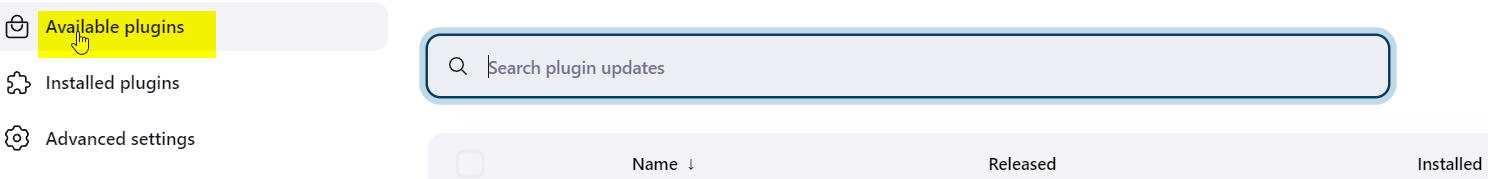 Available plugins
Installed plugins
Advanced settings
Search plugin updates
Name ↓
Released
Installed